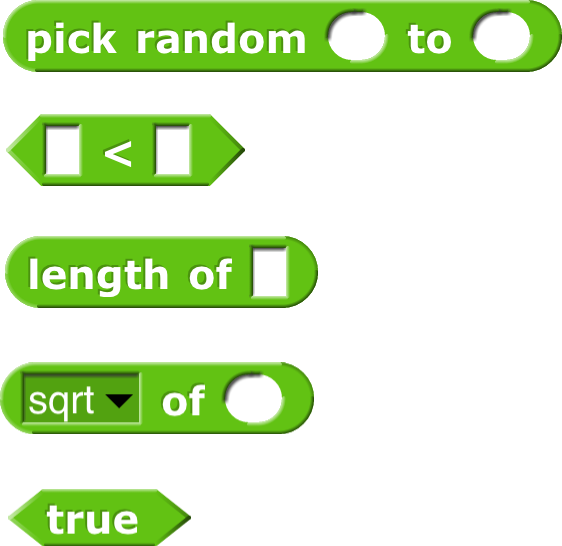 pick random to
<
length of
sqrt of
true